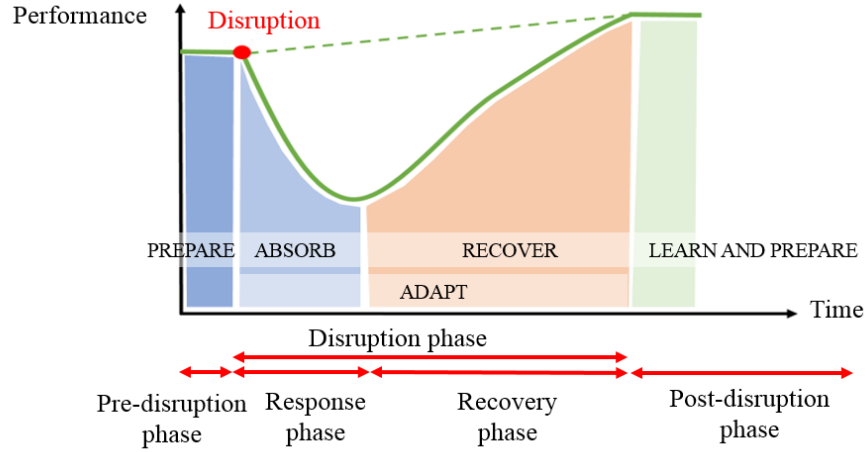 Performance
Disruption
PREPARE
ABSORB
RECOVER
LEARN AND PREPARE
ADAPT
Time
Disruption phase
Pre-disruption
phase
Response
phase
Recovery
phase
Post-disruption
phase